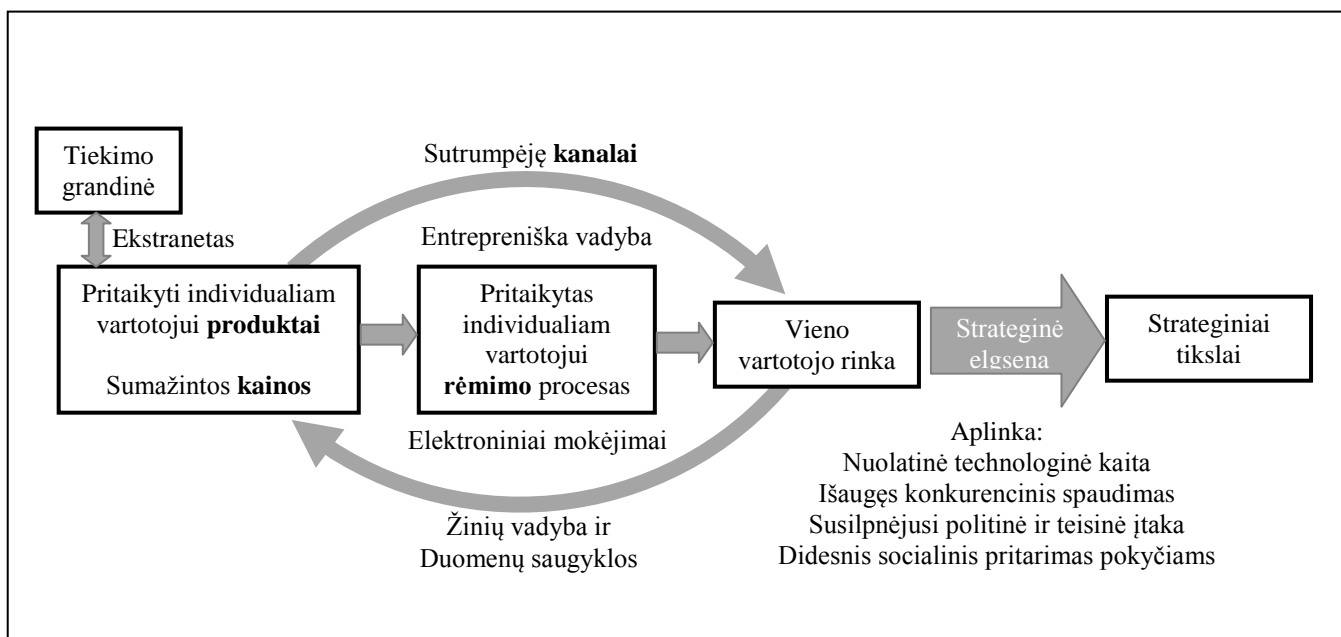 Tiekimo
grandinė
Sutrumpėję kanalai
Ekstranetas
Entrepreniška vadyba
Pritaikyti individualiam
vartotojui produktai
Sumažintos kainos
Pritaikytas
individualiam
vartotojui
rėmimo procesas
Vieno
vartotojo rinka
Strateginė
elgsena
Strateginiai
tikslai
Elektroniniai mokėjimai
Žinių vadyba ir
Duomenų saugyklos
Aplinka:
Nuolatinė technologinė kaita
Išaugęs konkurencinis spaudimas
Susilpnėjusi politinė ir teisinė įtaka
Didesnis socialinis pritarimas pokyčiams